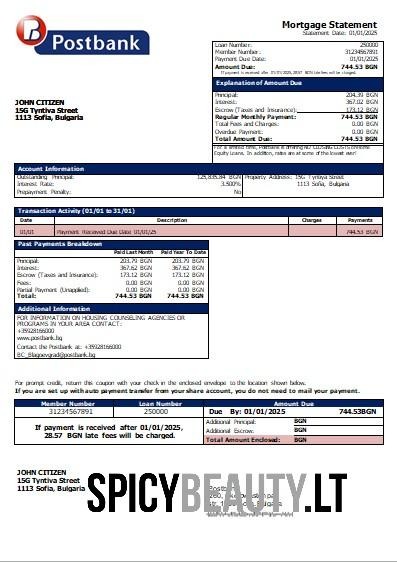 Postbank
Mortgage Statement
Statement Date: 01/01/2025
Loan Number: 250000
Member Number: 31234567891
Payment Due Date: 01/01/2025
Amount Due: 744.53 BGN
If payment is received after 01/01/2025, 28.57 BGN late fee will be charged.
Explanation of Amount Due
Principal: 204.39 BGN
Interest: 367.02 BGN
Escrow (Taxes and Insurance): 173.12 BGN
Regular Monthly Payment: 744.53 BGN
Total Fees and Charges: 0.00 BGN
Overdue Payment: 0.00 BGN
Total Amount Due: 744.53 BGN
For a limited time, Postbank is offering NO CLOSING COSTS on Home
Equity Loans. In addition, rates are at some of the lowest ever!
JOHN CITIZEN
15G Tyntiva Street
1113 Sofia, Bulgaria
Account Information
Outstanding Principal: 125,835.84 BGN Property Address: 15G Tyntiva Street
Interest Rate: 3.500% 1113 Sofia, Bulgaria
Prepayment Penalty: No
Transaction Activity (01/01 to 31/01)
Date Description Charges Payments
01/01 Payment Received Due Date 01/01/25 744.53 BGN
Past Payments Breakdown
Paid Last Month Paid Year To Date
Principal: 203.79 BGN 203.79 BGN
Interest: 367.62 BGN 367.62 BGN
Escrow (Taxes and Insurance): 173.12 BGN 173.12 BGN
Fees: 0.00 BGN 0.00 BGN
Partial Payment (Unapplied): 0.00 BGN 0.00 BGN
Total: 744.53 BGN 744.53 BGN
Additional Information
FOR INFORMATION ON HOUSING COUNSELING AGENCIES OR
PROGRAMS IN YOUR AREA CONTACT:
+35928166000
www.postbank.bg
Contact the Postbank at: +35928166000
BC_Blagoevgrad@postbank.bg
For prompt credit, return this coupon with your check in the enclosed envelope to the location shown below.
If you are set up with auto payment transfer from your share account, you do not need to mail your payment.
Member Number Loan Number Amount Due
31234567891 250000 Due By: 01/01/2025 744.53BGN
If payment is received after 01/01/2025,
28.57 BGN late fees will be charged.
Additional Principal: BGN
Additional Escrow: BGN
Total Amount Enclosed: BGN
JOHN CITIZEN
15G Tyntiva Street
1113 Sofia, Bulgaria
Postbank
SPICYBEAUTY.LT